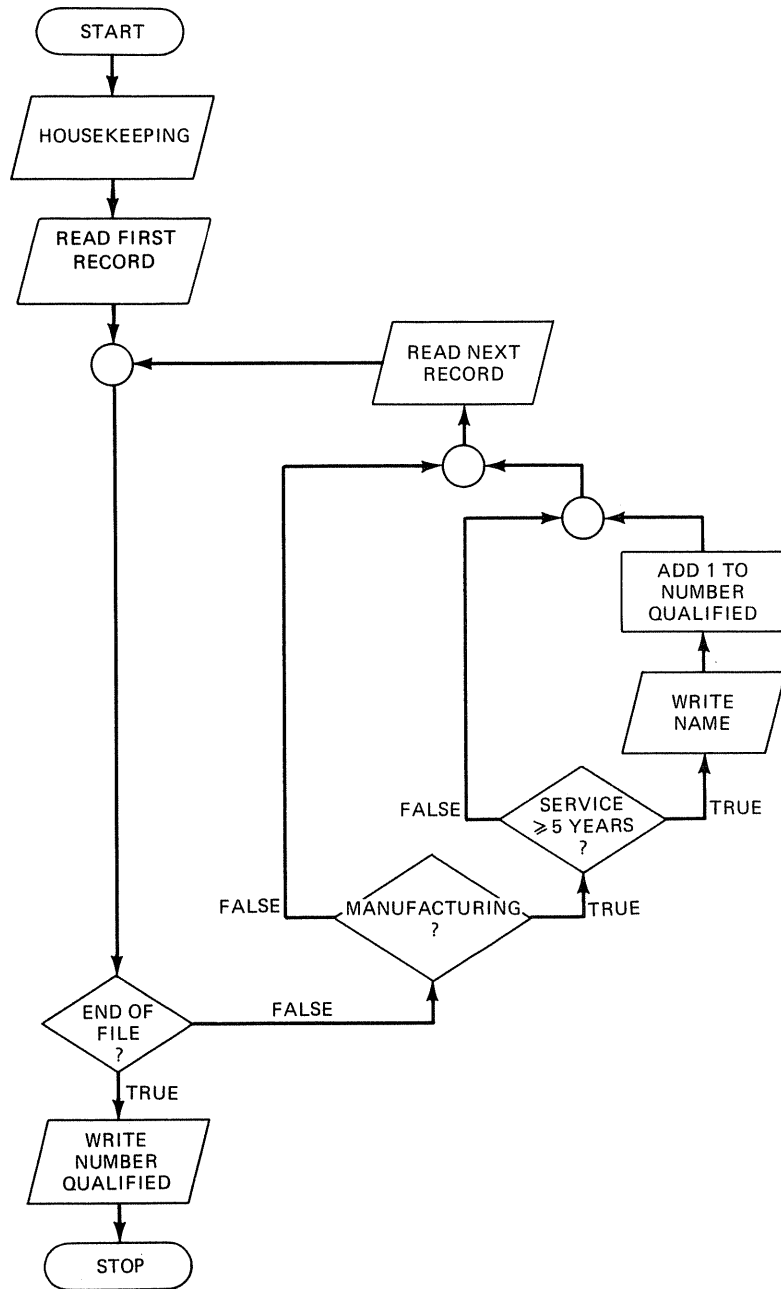 START
HOUSEKEEPING
READ FIRST
RECORD
READ NEXT
RECORD
ADD 1 TO
NUMBER
QUALIFIED
WRITE
NAME
FALSE
SERVICE
⩾ 5 YEARS
?
TRUE
FALSE
MANUFACTURING
?
TRUE
END OF
FILE
?
FALSE
TRUE
WRITE
NUMBER
QUALIFIED
STOP